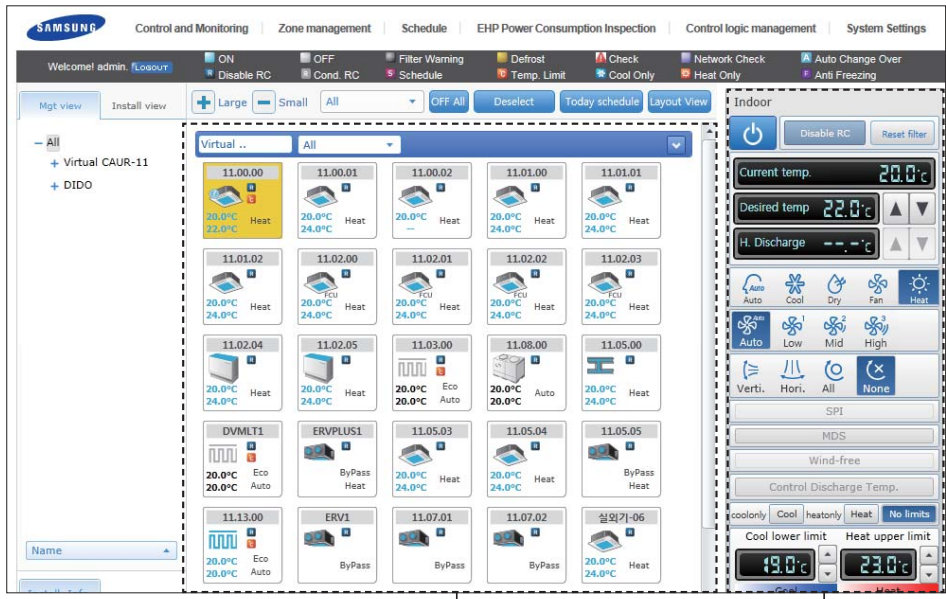 SAMSUNG Control and Monitoring Zone management Schedule EHP Power Consumption Inspection Control logic management System Settings
Welcome! admin. LOGOUT
ON OFF Filter Warning Defrost Check Network Check Auto Change Over
Disable RC Cond. RC Schedule Temp. Limit Cool Only Heat Only Anti Freezing
Mgt view Install view
Large Small All OFF All Deselect Today schedule Layout View
– All
+ Virtual CAUR-11
+ DIDO
Name
Virtual .. All
11.00.00 11.00.01 11.00.02 11.01.00 11.01.01
20.0°C Heat 20.0°C Heat 20.0°C Heat 20.0°C Heat 20.0°C Heat
22.0°C 24.0°C – 24.0°C 24.0°C
11.01.02 11.02.00 11.02.01 11.02.02 11.02.03
FCU FCU FCU FCU
20.0°C Heat 20.0°C Heat 20.0°C Heat 20.0°C Heat 20.0°C Heat
24.0°C 24.0°C 24.0°C 24.0°C 24.0°C
11.02.04 11.02.05 11.03.00 11.08.00 11.05.00
20.0°C Heat 20.0°C Heat 20.0°C Eco 20.0°C Auto 20.0°C Heat
24.0°C 24.0°C 20.0°C Auto 20.0°C 24.0°C
DVMLT1 ERVPLUS1 11.05.03 11.05.04 11.05.05
20.0°C Eco ByPass 20.0°C Heat 20.0°C Heat ByPass
20.0°C Auto Heat 24.0°C 24.0°C Heat
11.13.00 ERV1 11.07.01 11.07.02 실외기-06
20.0°C Eco ByPass ByPass ByPass 20.0°C Heat
20.0°C Auto 24.0°C
Indoor
Disable RC Reset filter
Current temp. 20.0°c
Desired temp 22.0°c
H. Discharge --.-°c
Auto Cool Dry Fan Heat
Auto Low Mid High
Verti. Hori. All None
SPI
MDS
Wind-free
Control Discharge Temp.
coolonly Cool heatonly Heat No limits
Cool lower limit Heat upper limit
19.0°c 23.0°c
Cool Heat